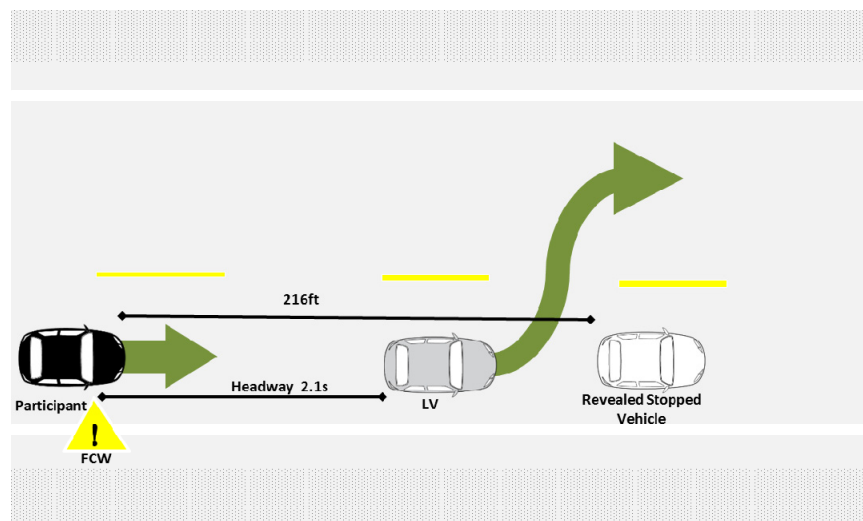 216ft
Headway 2.1s
Participant
LV
Revealed Stopped
Vehicle
!
FCW